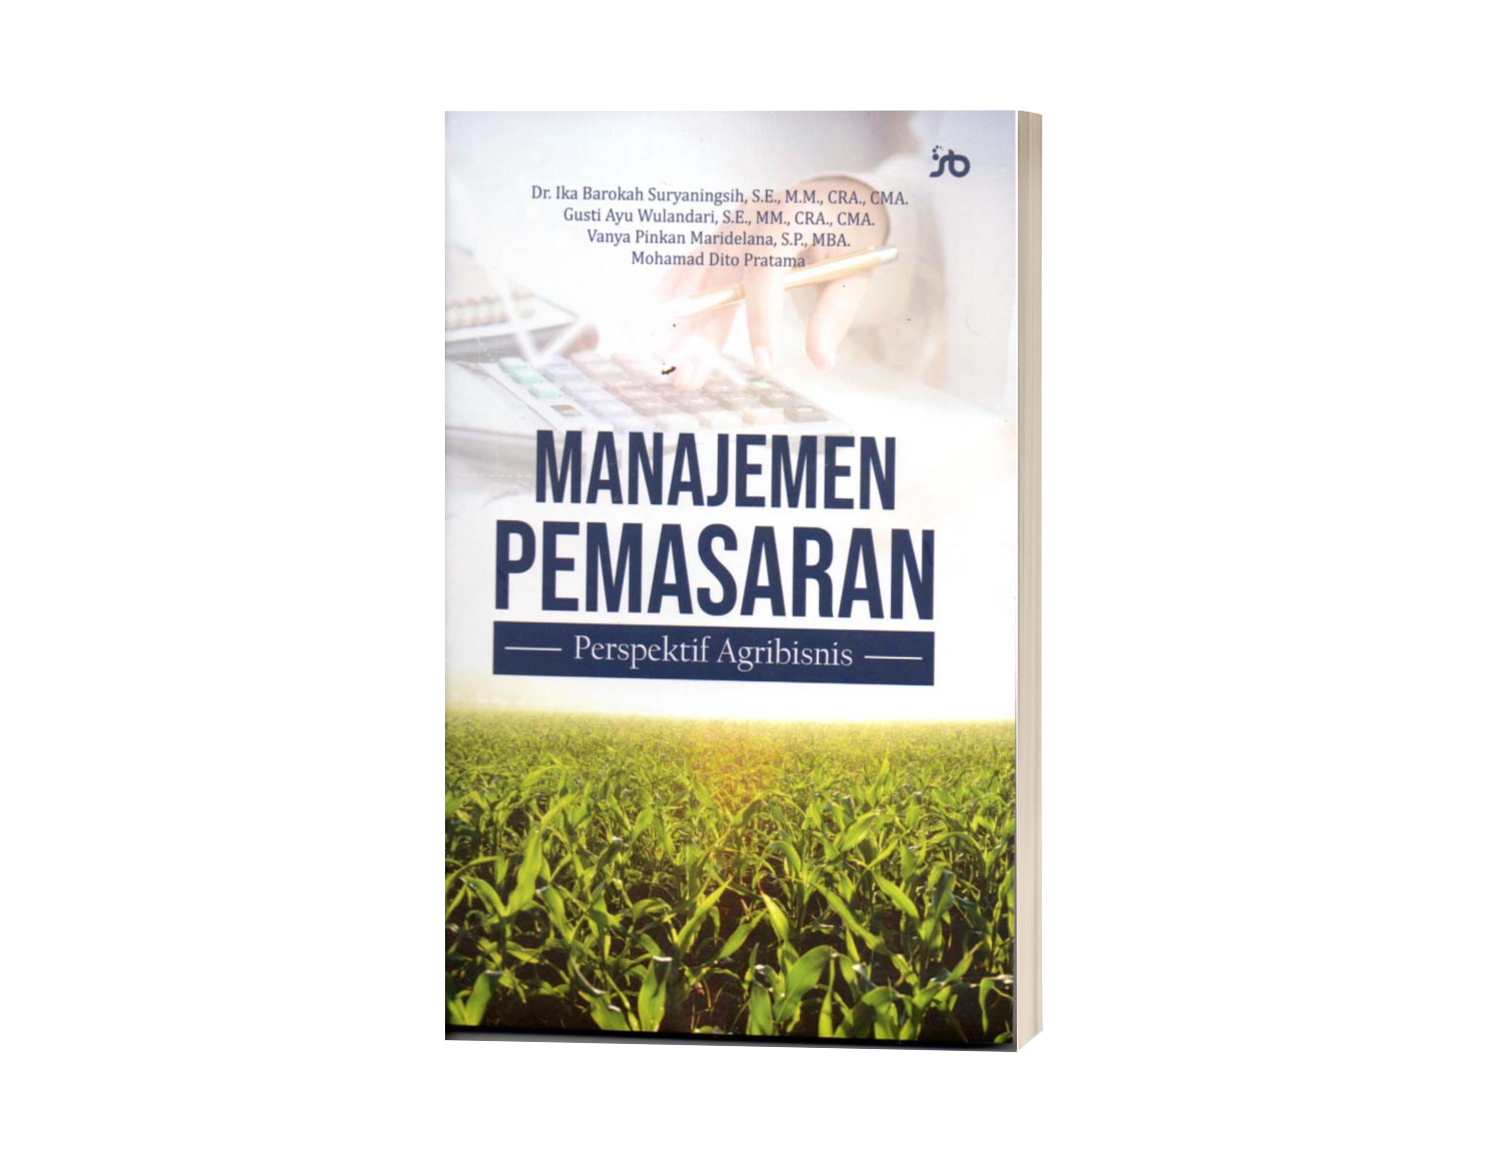 Dr. Ika Barokah Suryaningsih, S.E., M.M., CRA., CMA.
Gusti Ayu Wulandari, S.E., MM., CRA., CMA.
Vanya Pinkan Maridelana, S.P., MBA.
Mohamad Dito Pratama
MANAJEMEN
PEMASARAN
Perspektif Agribisnis